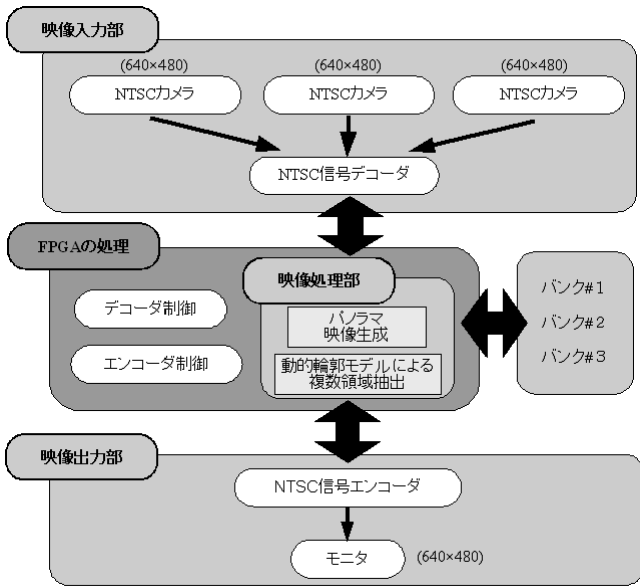 映像入力部
(640×480)
(640×480)
(640×480)
NTSCカメラ
NTSCカメラ
NTSCカメラ
NTSC信号デコーダ
FPGAの処理
映像処理部
デコーダ制御
エンコーダ制御
パノラマ
映像生成
動的輪郭モデルによる
複数領域抽出
バンク#1
バンク#2
バンク#3
映像出力部
NTSC信号エンコーダ
モニタ
(640×480)